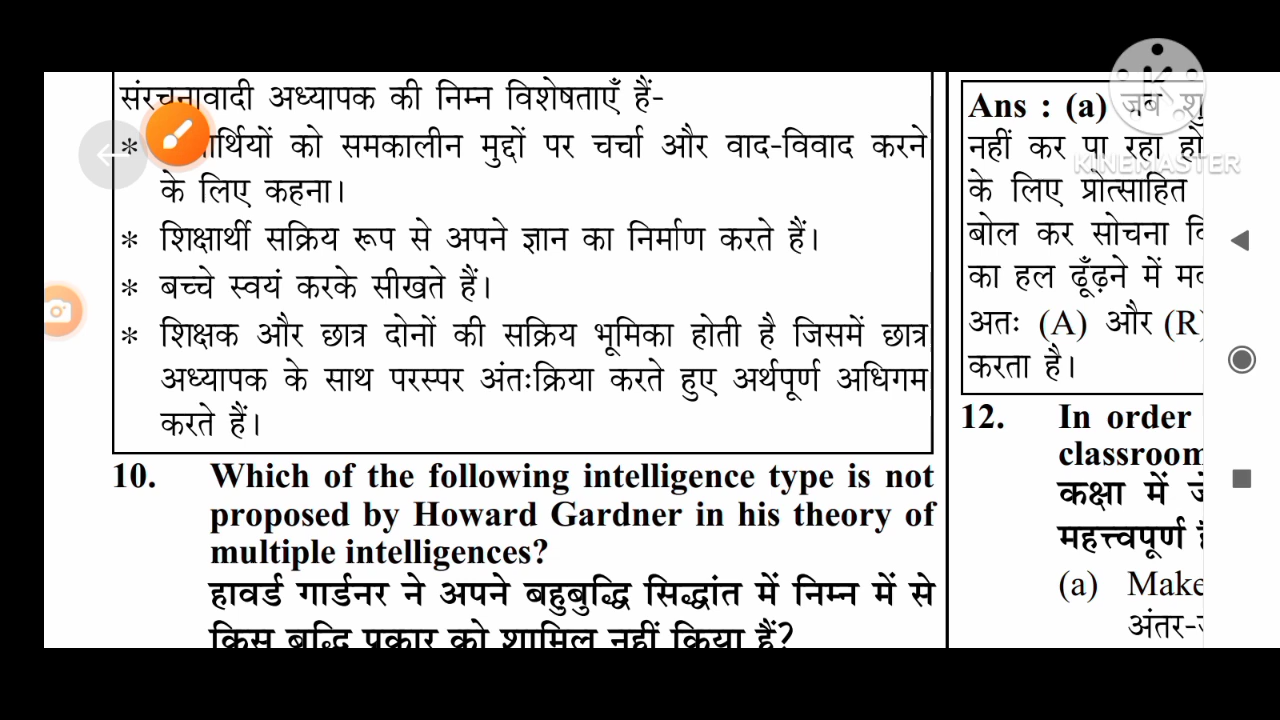 संरचनावादी अध्यापक की निम्न विशेषताएँ हैं-
* र्थियों को समकालीन मुद्दों पर चर्चा और वाद-विवाद करने
के लिए कहना।
* शिक्षार्थी सक्रिय रूप से अपने ज्ञान का निर्माण करते हैं।
* बच्चे स्वयं करके सीखते हैं।
* शिक्षक और छात्र दोनों की सक्रिय भूमिका होती है जिसमें छात्र
अध्यापक के साथ परस्पर अंतःक्रिया करते हुए अर्थपूर्ण अधिगम
करते हैं।
10. Which of the following intelligence type is not
proposed by Howard Gardner in his theory of
multiple intelligences?
हावर्ड गार्डनर ने अपने बहुबुद्धि सिद्धांत में निम्न में से
किस बुद्धि प्रकार को शामिल नहीं किया हैं?
Ans : (a) जब
नहीं कर पा रहा हो
के लिए प्रोत्साहित
बोल कर सोचना
का हल ढूँढ़ने में
अतः (A) और (R)
करता है।
12. In order
classroom
कक्षा में
महत्त्वपूर्ण
(a) Make
अंतर-
KINEMASTER